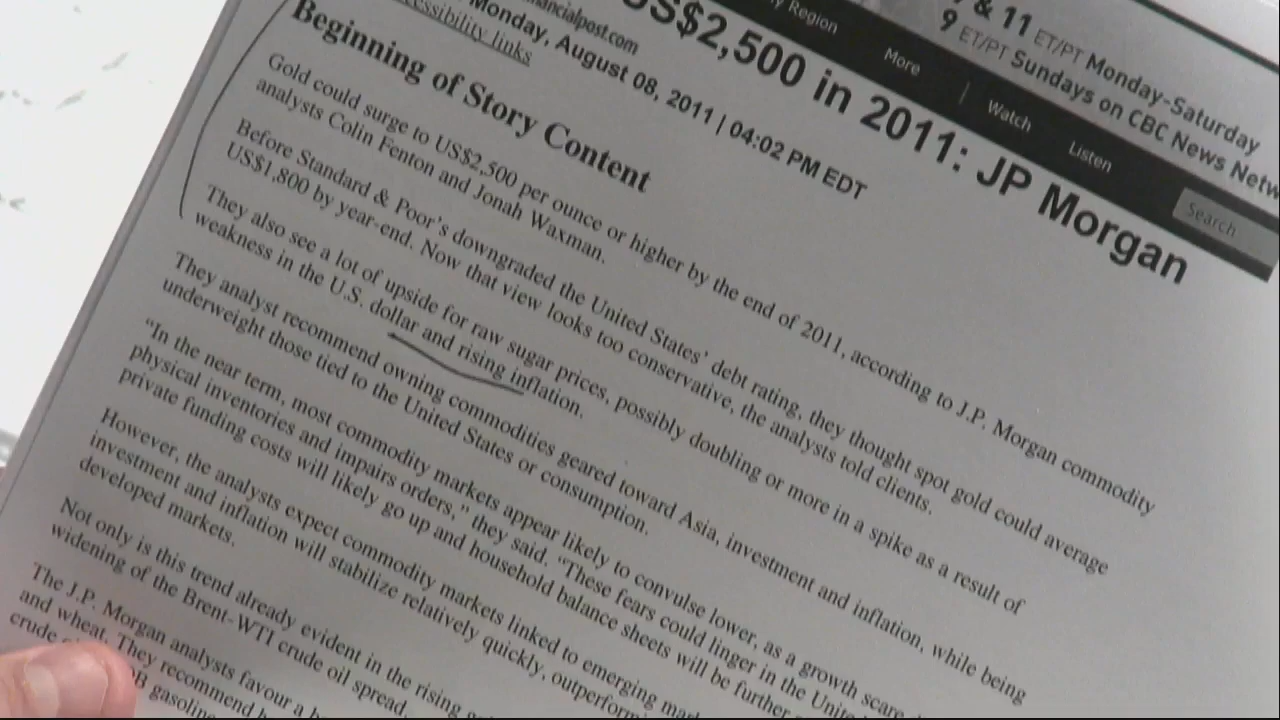 & 11 ET/PT Monday-Saturday
9 ET/PT Sundays on CBC News
Region
More
Watch
Listen
Search
US$2,500 in 2011: JP Morgan
financialpost.com
Monday, August 08, 2011 | 04:02 PM EDT
links
Beginning of Story Content
Gold could surge to US$2,500 per ounce or higher by the end of 2011, according to J.P. Morgan commodity
analysts Colin Fenton and Jonah Waxman.
Before Standard & Poor's downgraded the United States' debt rating, they thought spot gold could average
US$1,800 by year-end. Now that view looks too conservative, the analysts told clients.
They also see a lot of upside for raw sugar prices, possibly doubling or more in a spike as a result of
weakness in the U.S. dollar and rising inflation.
They analyst recommend owning commodities geared toward Asia, investment and inflation, while being
underweight those tied to the United States or consumption.
“In the near term, most commodity markets appear likely to convulse lower, as a growth scare
physical inventories and impairs orders,” they said. “These fears could linger in the
private funding costs will likely go up and household balance sheets will be further
However, the analysts expect commodity markets linked to emerging
investment and inflation will stabilize relatively quickly,
developed markets.
Not only is this trend already evident in the rising
widening of the Brent-WTI crude oil spread.
The J.P. Morgan analysts favour a
and wheat. They recommend
crude